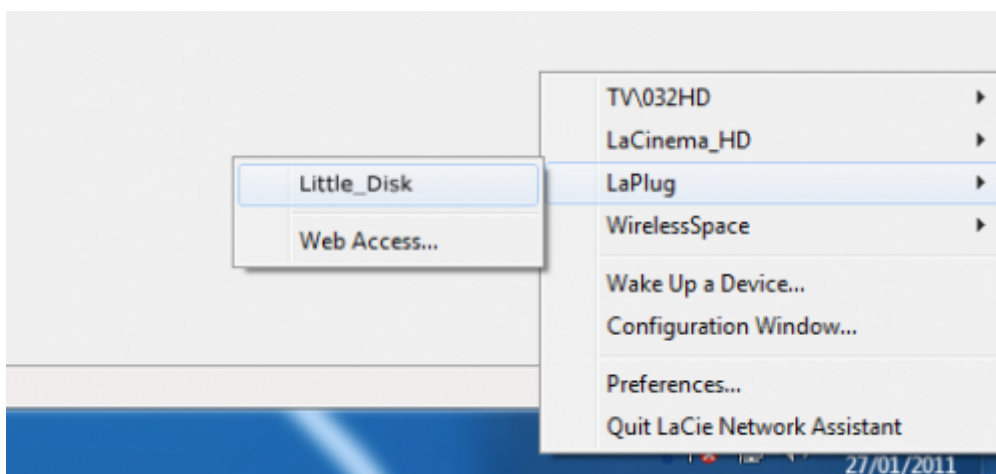 TV\032HD
LaCinema_HD
LaPlug
WirelessSpace
Wake Up a Device...
Configuration Window...
Preferences...
Quit LaCie Network Assistant
Little_Disk
Web Access...
27/01/2011